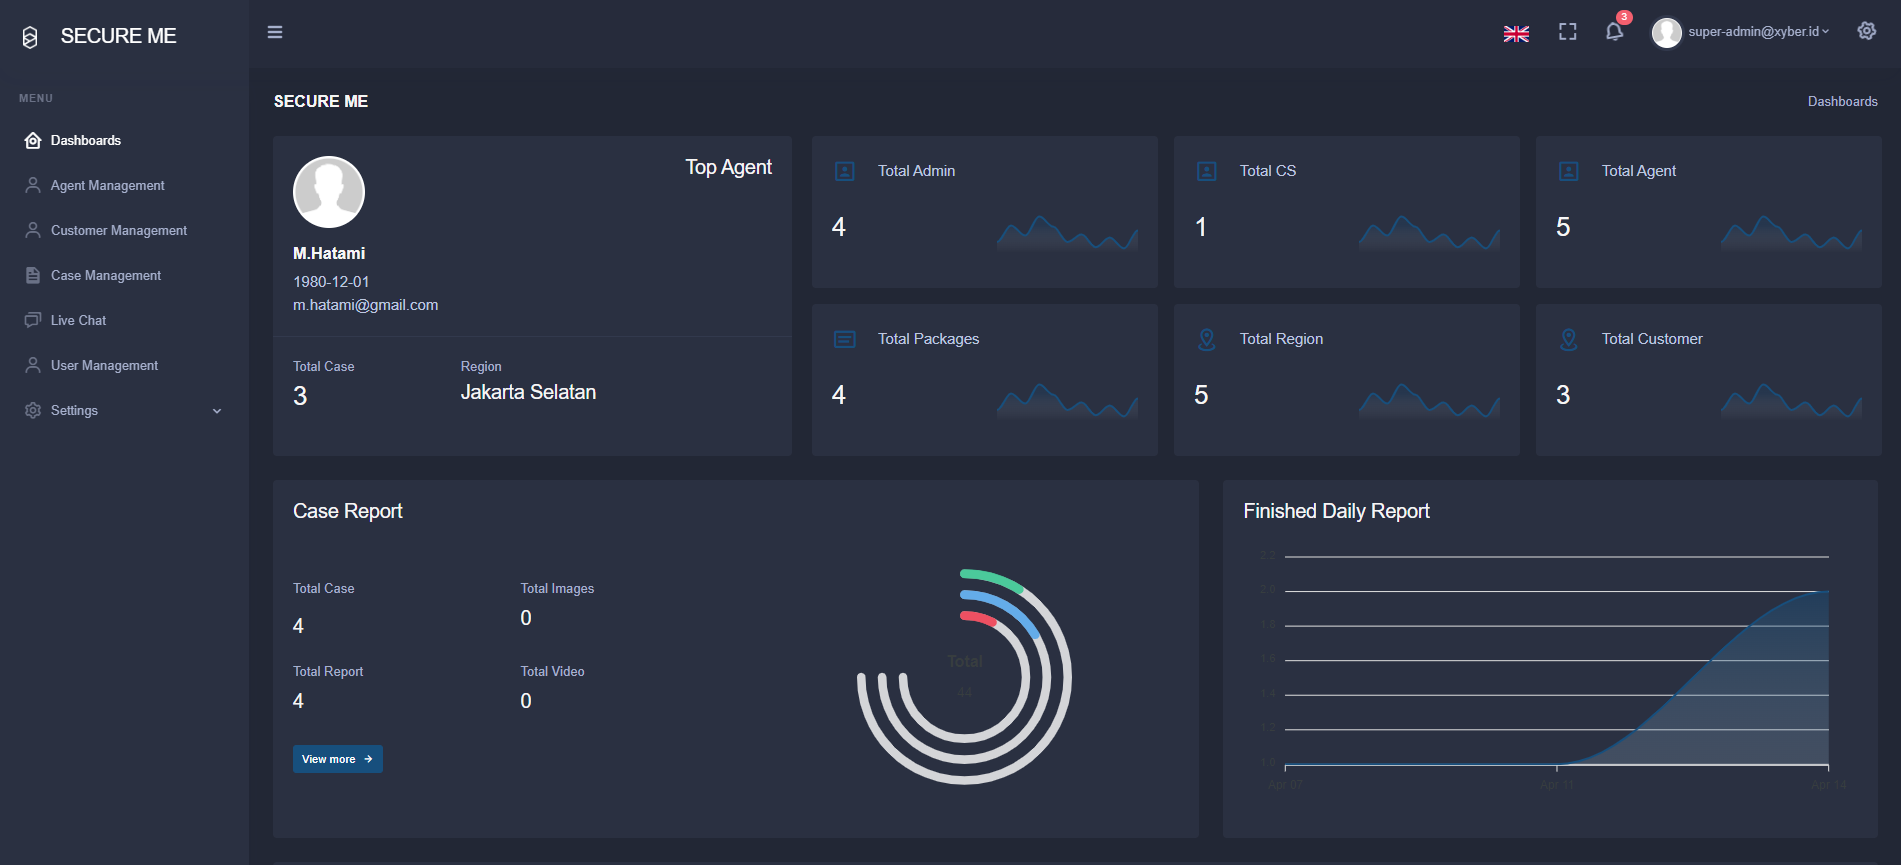 SECURE ME
3
super-admin@xyber.id
MENU
Dashboards
Agent Management
Customer Management
Case Management
Live Chat
User Management
Settings
SECURE ME
Dashboards
Top Agent
M.Hatami
1980-12-01
m.hatami@gmail.com
Total Case
3
Region
Jakarta Selatan
Total Admin
4
Total CS
1
Total Agent
5
Total Packages
4
Total Region
5
Total Customer
3
Case Report
Total Case
4
Total Images
0
Total Report
4
Total Video
0
View more
Total
44
Finished Daily Report
2.2
2.0
1.8
1.6
1.4
1.2
1.0
Apr 07
Apr 11
Apr 14